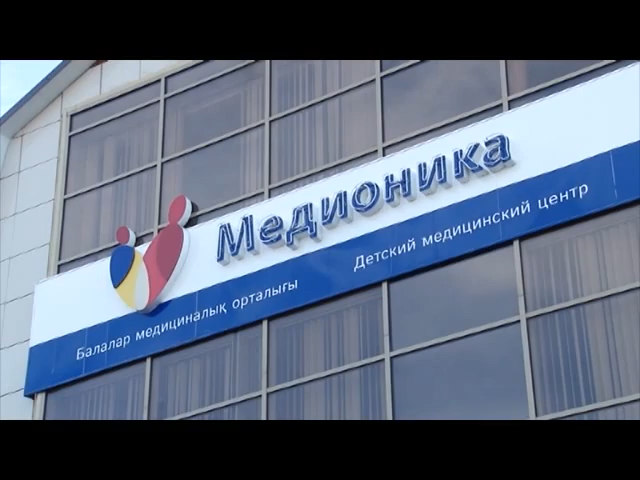 Медионика
Балалар медициналық орталығы
Детский медицинский центр